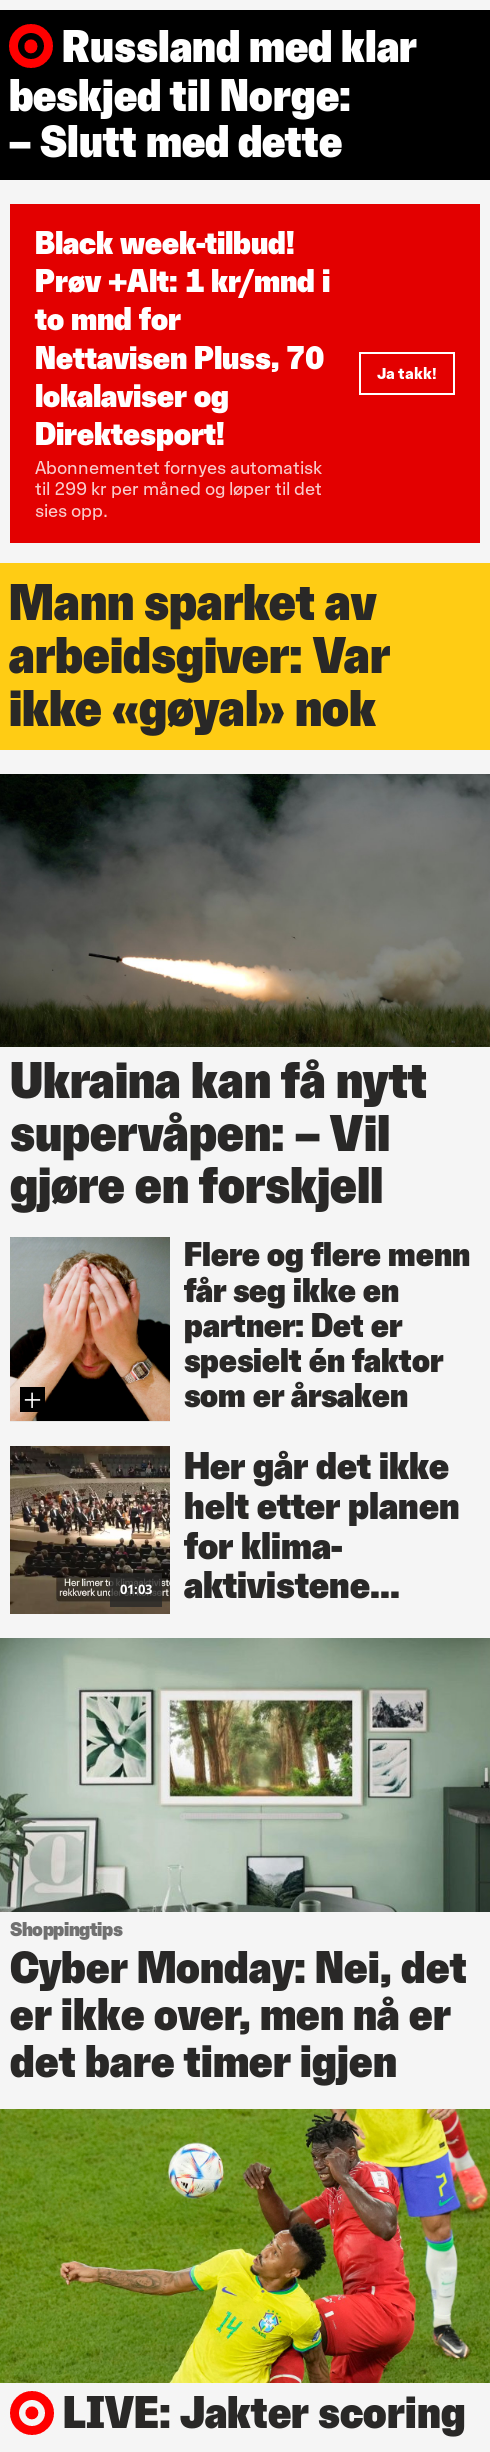 Russland med klar
beskjed til Norge:
– Slutt med dette
Black week-tilbud!
Prøv +Alt: 1 kr/mnd i
to mnd for
Nettavisen Pluss, 70
lokalaviser og
Direktesport!
Abonnementet fornyes automatisk
til 299 kr per måned og løper til det
sies opp.
Ja takk!
Mann sparket av
arbeidsgiver: Var
ikke «gøyal» nok
Ukraina kan få nytt
supervåpen: – Vil
gjøre en forskjell
Flere og flere menn
får seg ikke en
partner: Det er
spesielt én faktor
som er årsaken
Her limer
rekkverk
01:03
Her går det ikke
helt etter planen
for klima-
aktivistene...
g
Shoppingtips
Cyber Monday: Nei, det
er ikke over, men nå er
det bare timer igjen
7
14
LIVE: Jakter scoring